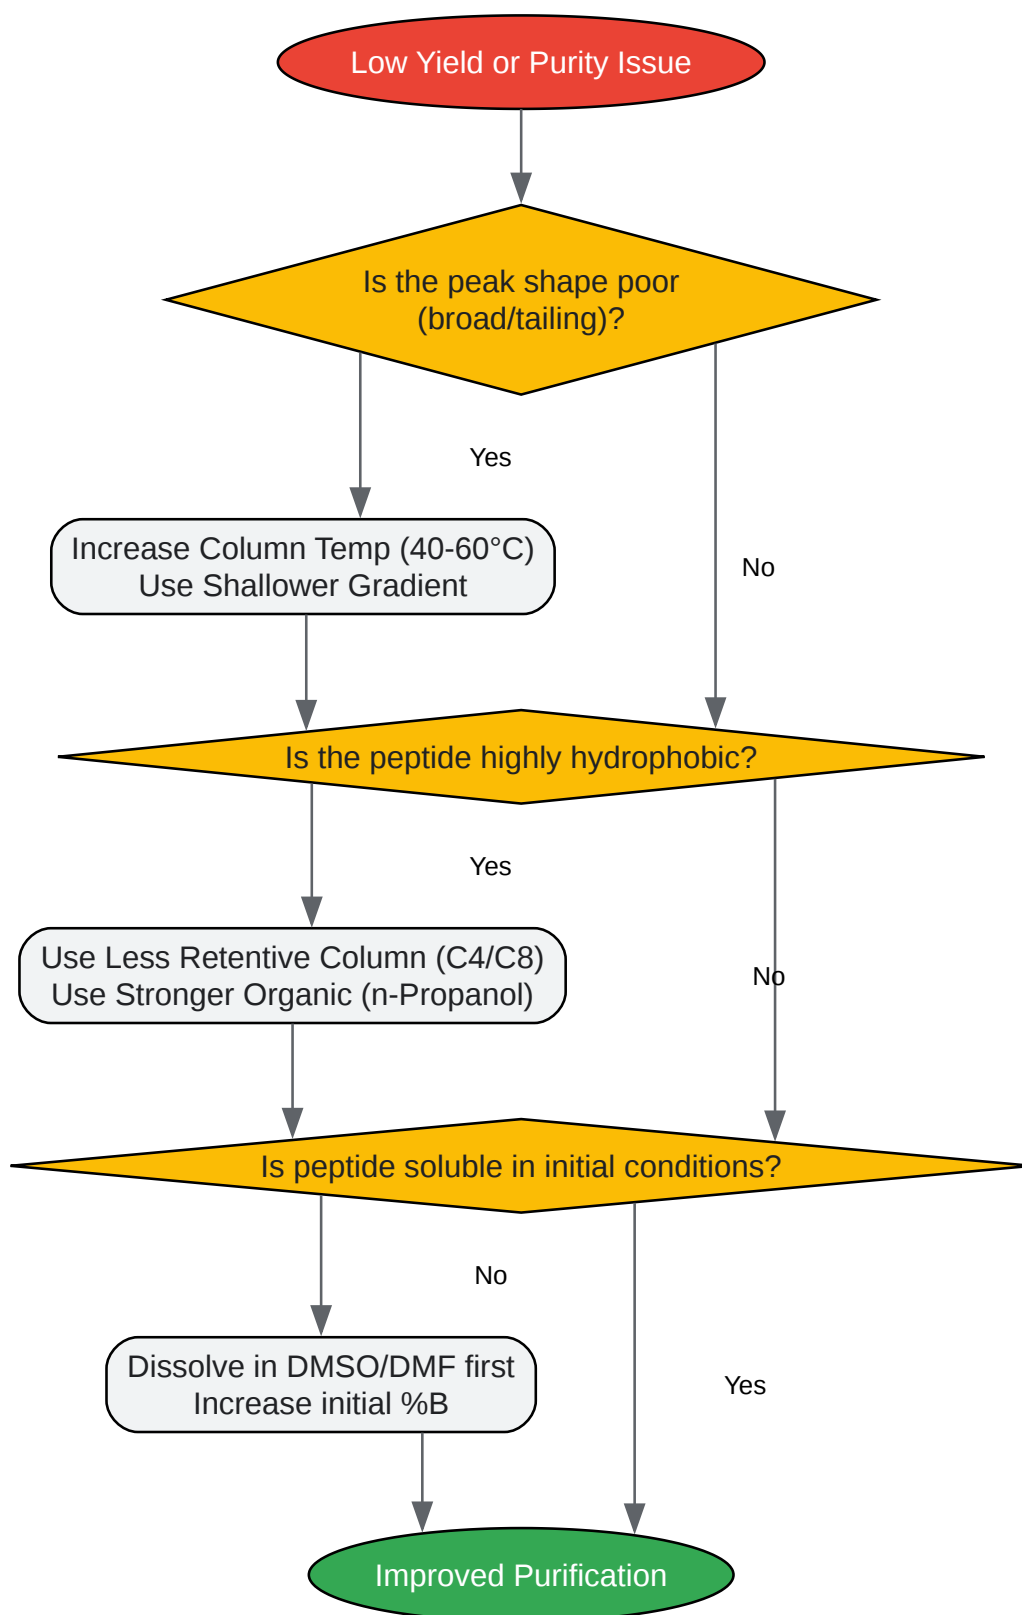 Low Yield or Purity Issue
Is the peak shape poor
(broad/tailing)?
Yes
Increase Column Temp (40-60°C)
Use Shallower Gradient
No
Is the peptide highly hydrophobic?
Yes
Use Less Retentive Column (C4/C8)
Use Stronger Organic (n-Propanol)
No
Is peptide soluble in initial conditions?
No
Dissolve in DMSO/DMF first
Increase initial %B
Yes
Improved Purification